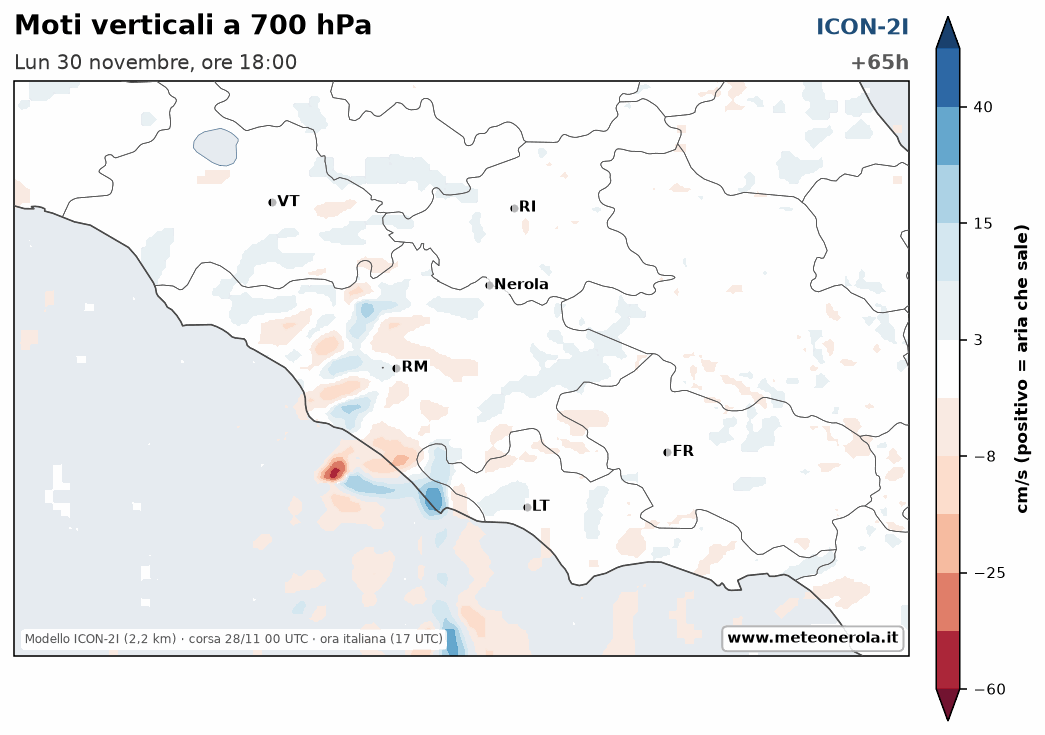 Moti verticali a 700 hPa
ICON-2I
Lun 30 novembre, ore 18:00
+65h
VT
RI
Nerola
RM
FR
LT
40
15
3
−8
−25
−60
cm/s (positivo = aria che sale)
Modello ICON-2I (2,2 km) · corsa 28/11 00 UTC · ora italiana (17 UTC)
www.meteonerola.it